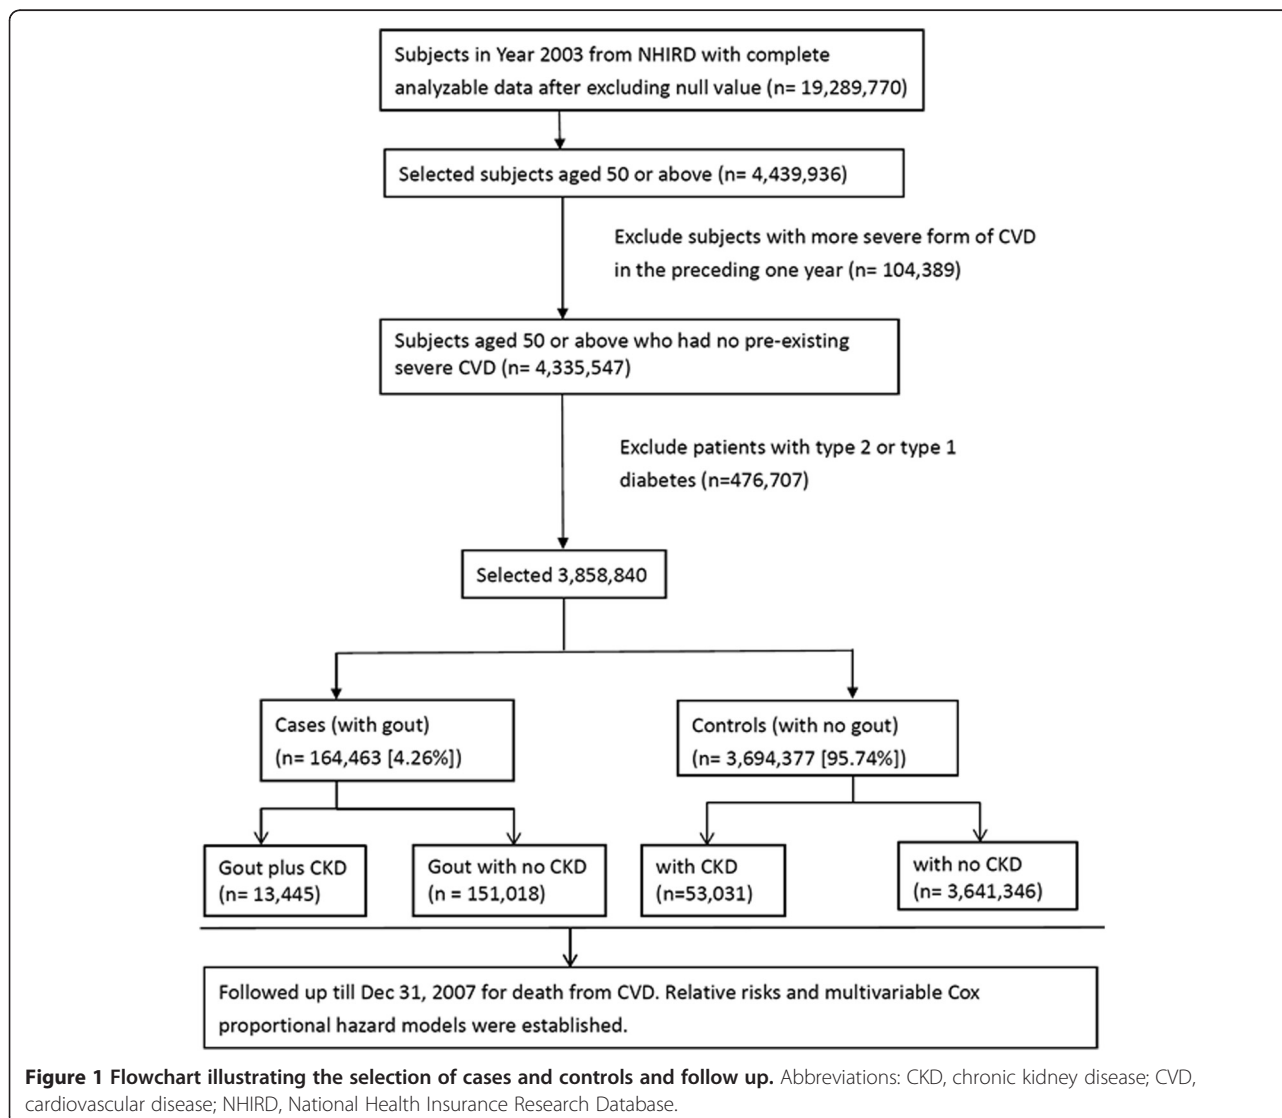 Subjects in Year 2003 from NHIRD with complete
analyzable data after excluding null value (n= 19,289,770)
Selected subjects aged 50 or above (n= 4,439,936)
Exclude subjects with more severe form of CVD
in the preceding one year (n= 104,389)
Subjects aged 50 or above who had no pre-existing
severe CVD (n= 4,335,547)
Exclude patients with type 2 or type 1
diabetes (n=476,707)
Selected 3,858,840
Cases (with gout)
(n= 164,463 [4.26%])
Controls (with no gout)
(n= 3,694,377 [95.74%])
Gout plus CKD
(n= 13,445)
Gout with no CKD
(n = 151,018)
with CKD
(n=53,031)
with no CKD
(n= 3,641,346)
Followed up till Dec 31, 2007 for death from CVD. Relative risks and multivariable Cox
proportional hazard models were established.
Figure 1 Flowchart illustrating the selection of cases and controls and follow up. Abbreviations: CKD, chronic kidney disease; CVD,
cardiovascular disease; NHIRD, National Health Insurance Research Database.